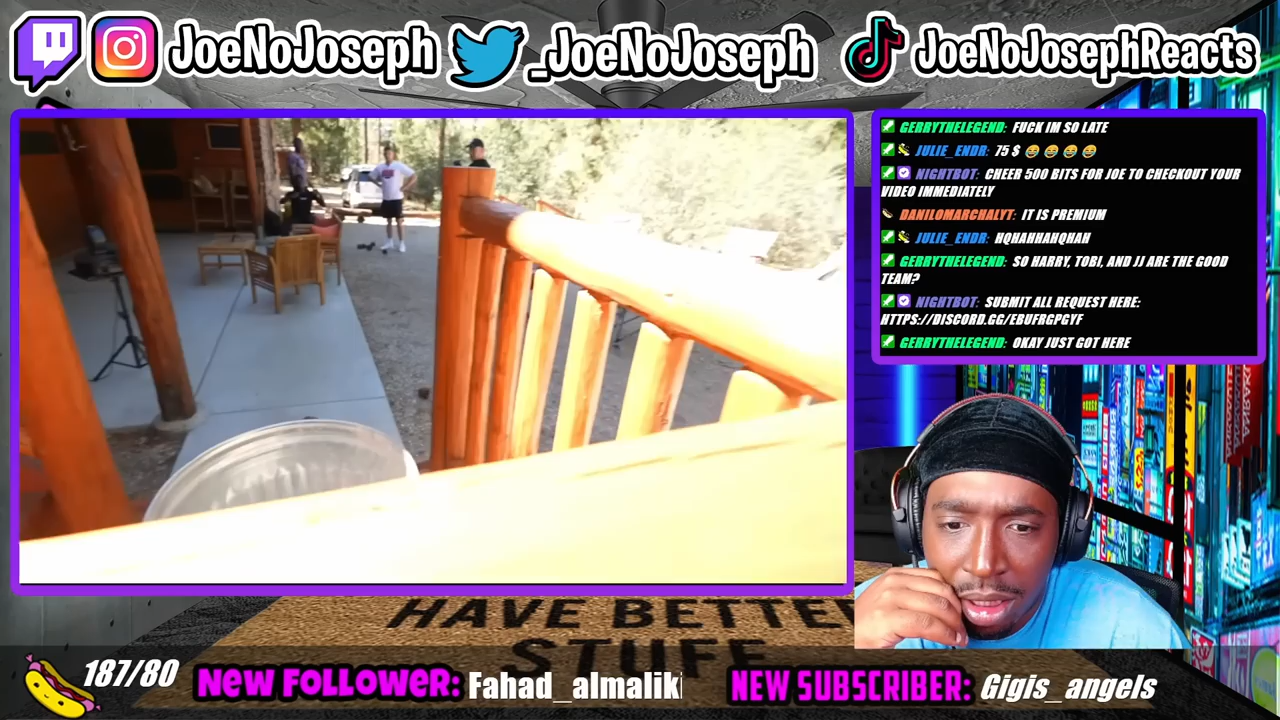 JoeNoJoseph
_JoeNoJoseph
JoeNoJosephReacts
GERRYTHELEGEND: FUCK IM SO LATE
JULIE_ENDR: 75 $ 😂 😂 😂 😂
NIGHTBOT: CHEER 500 BITS FOR JOE TO CHECKOUT YOUR
VIDEO IMMEDIATELY
DANILOMARCHALYT: IT IS PREMIUM
JULIE_ENDR: HQHAHHAHQHAH
GERRYTHELEGEND: SO HARRY, TOBI, AND JJ ARE THE GOOD
TEAM?
NIGHTBOT: SUBMIT ALL REQUEST HERE:
HTTPS://DISCORD.GG/EBUFRGPGYF
GERRYTHELEGEND: OKAY JUST GOT HERE
HAVE BETTE
STUFF
187/80
New Follower: Fahad_almalik
NEW SUBSCRIBER: Gigis_angels